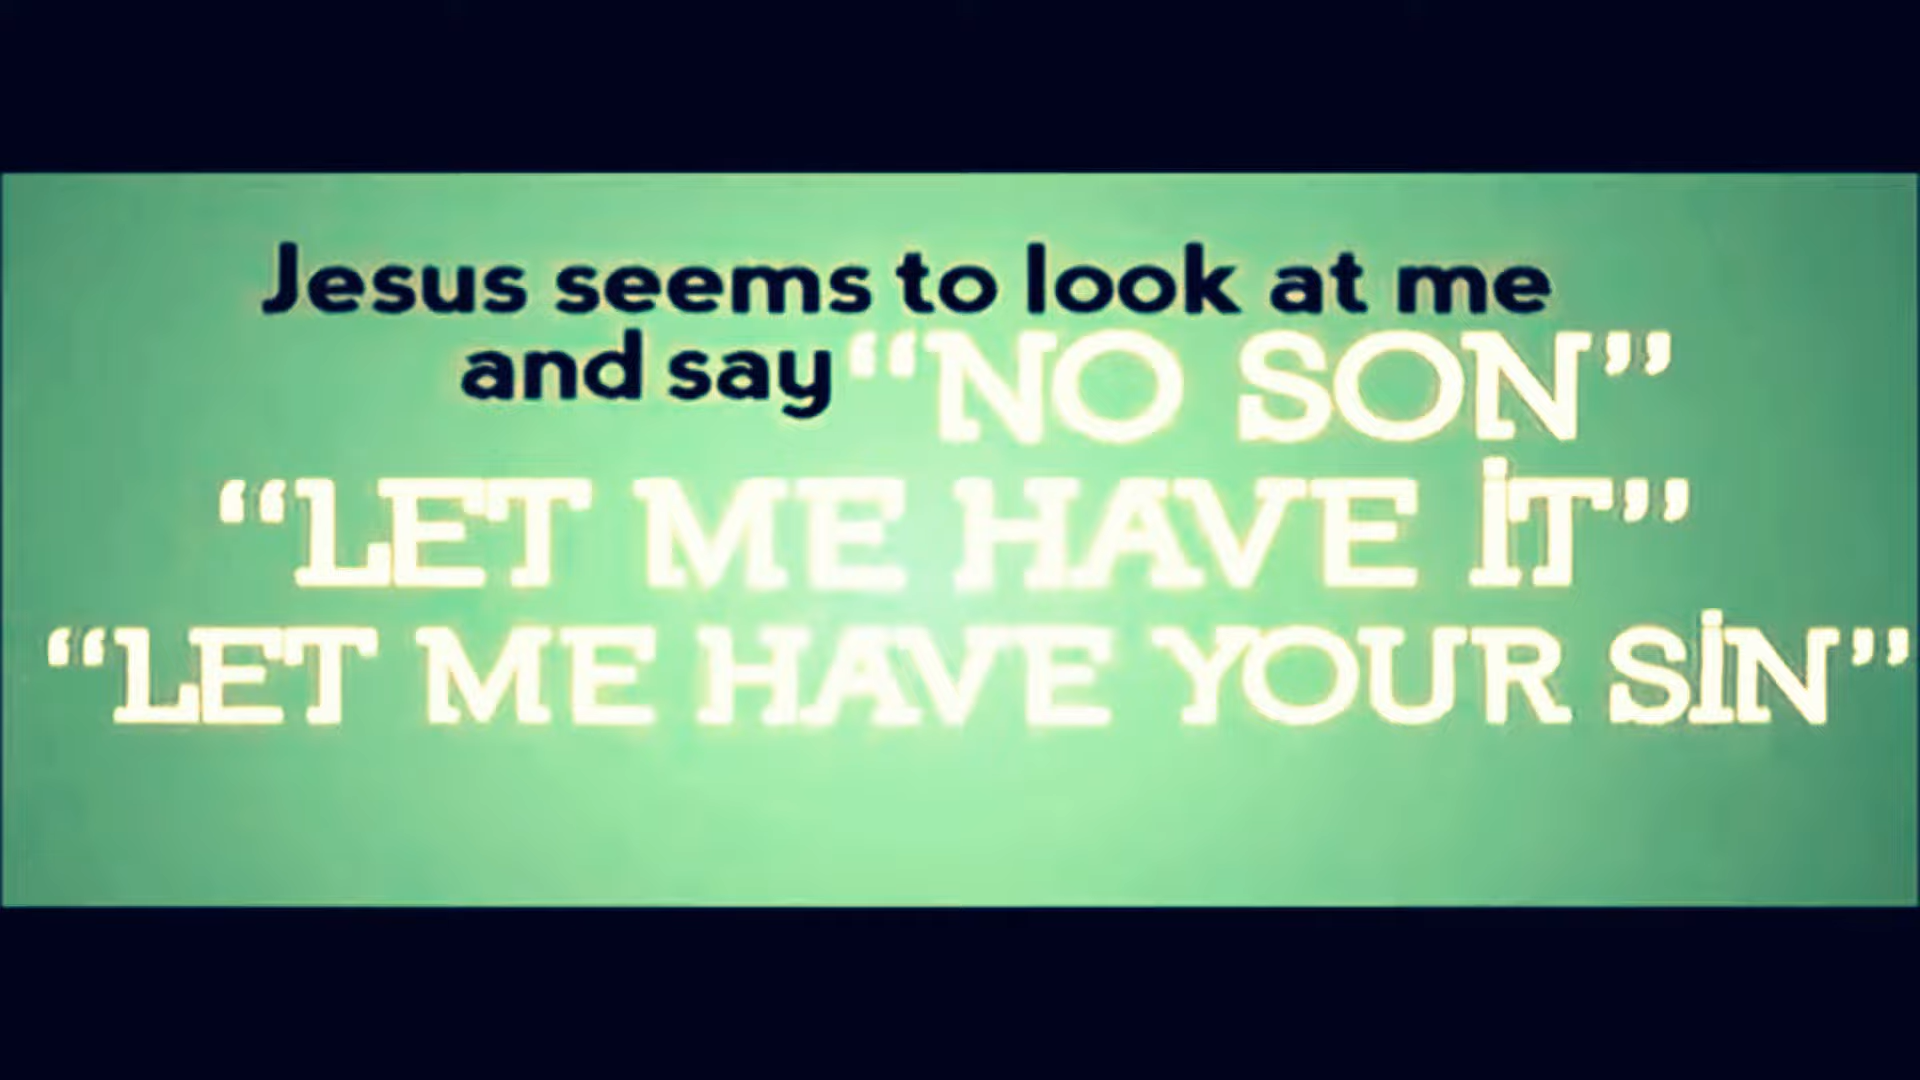 Jesus seems to look at me
and say “NO SON”
“LET ME HAVE İT”
“LET ME HAVE YOUR SİN”